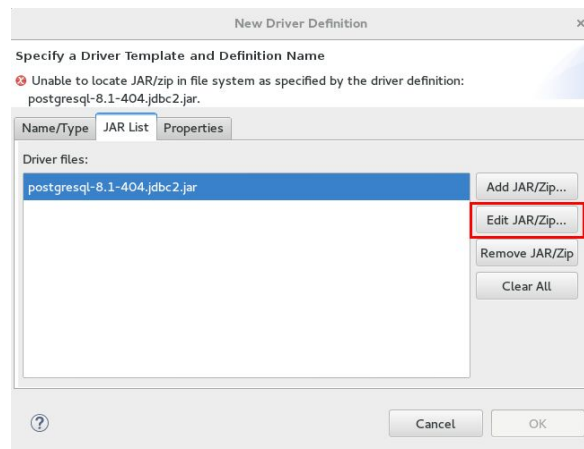 New Driver Definition
Specify a Driver Template and Definition Name
Unable to locate JAR/zip in file system as specified by the driver definition:
postgresql-8.1-404.jdbc2.jar.
Name/Type JAR List Properties
Driver files:
postgresql-8.1-404.jdbc2.jar
Add JAR/Zip...
Edit JAR/Zip...
Remove JAR/Zip
Clear All
Cancel OK